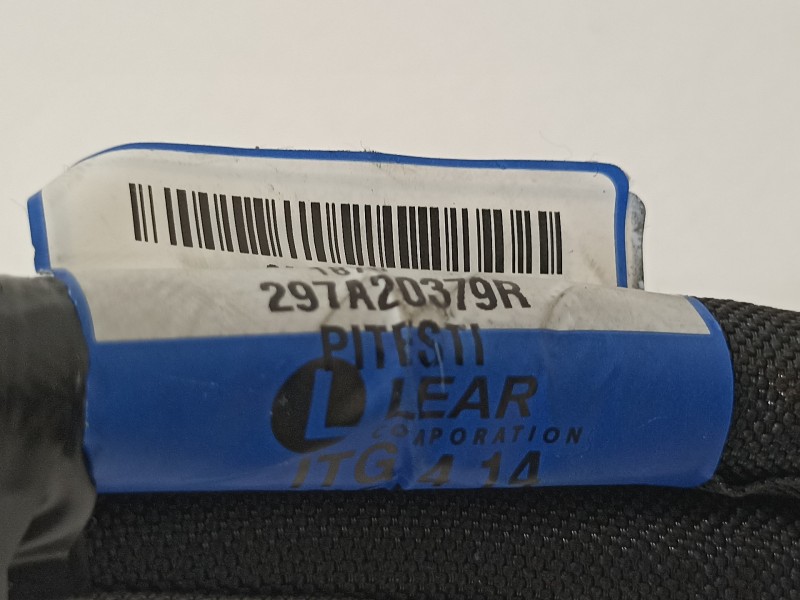 297A20379R
PITESTI
L LEAR
CORPORATION
ITG 4 14